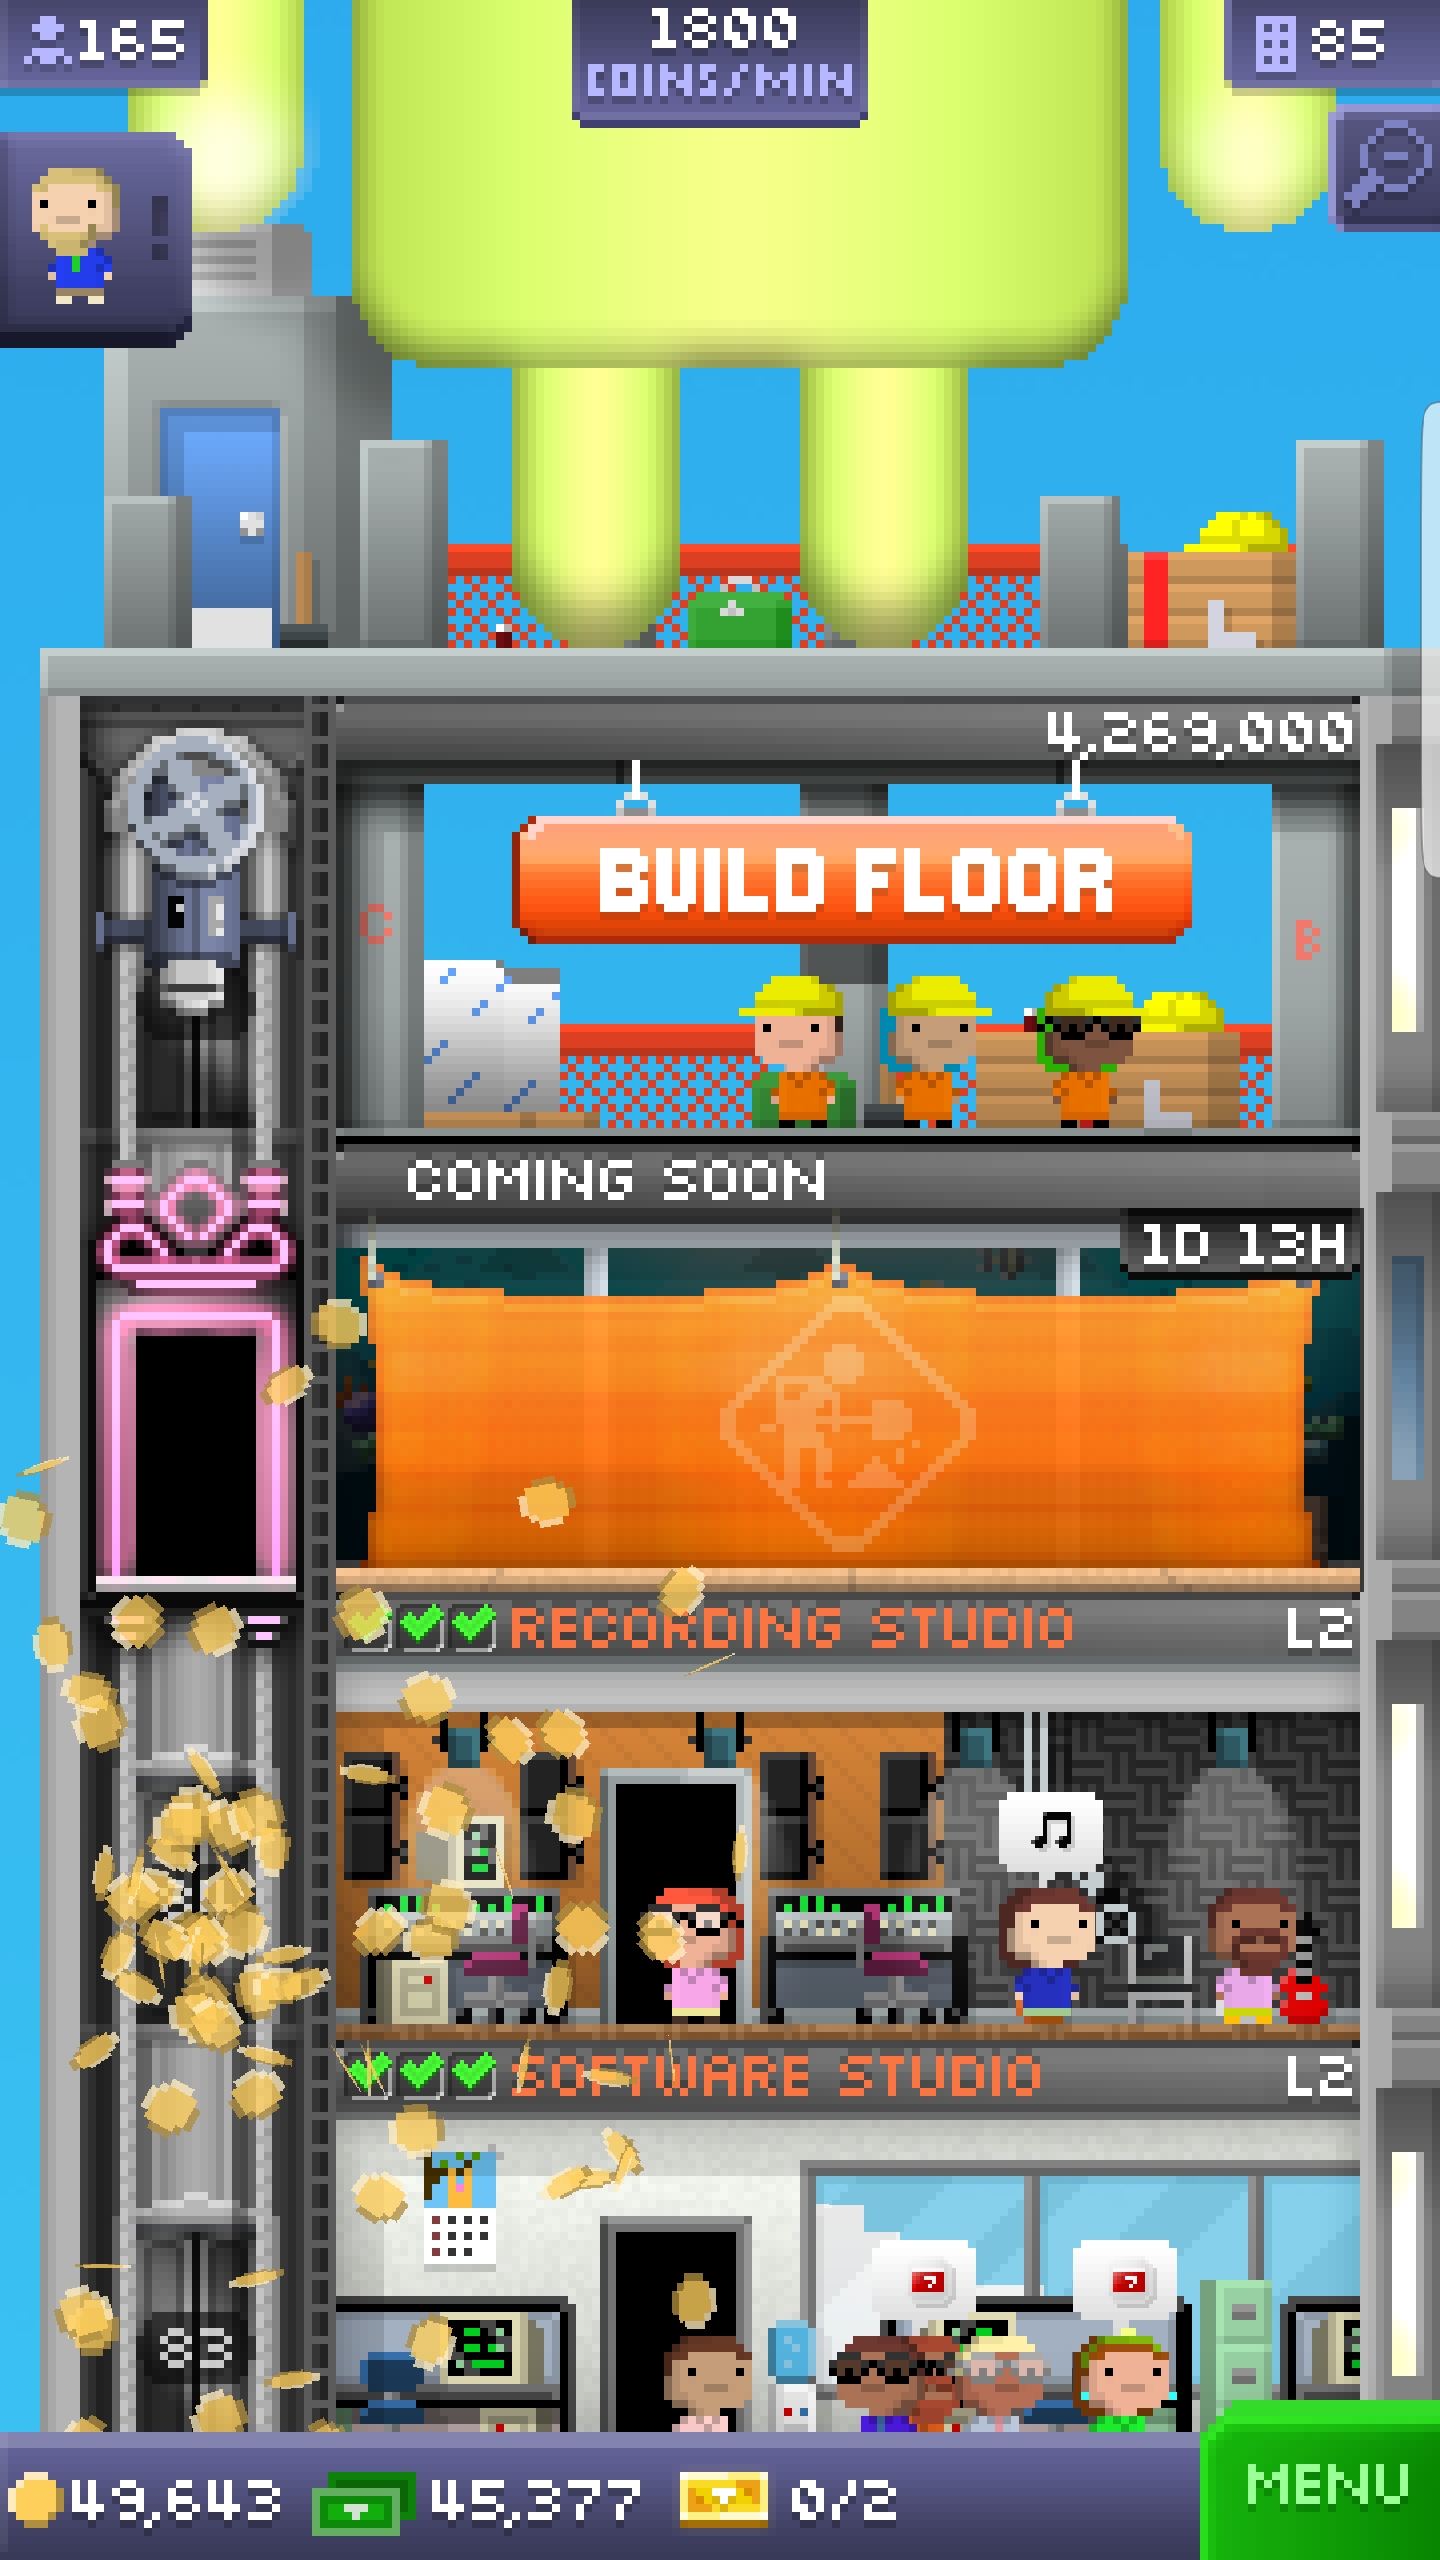 165
1800
COINS/MIN
85
4,269,000
BUILD FLOOR
C
B
COMING SOON
1D 13H
RECORDING STUDIO L2
SOFTWARE STUDIO L2
83
49,643 45,377 0/2 MENU